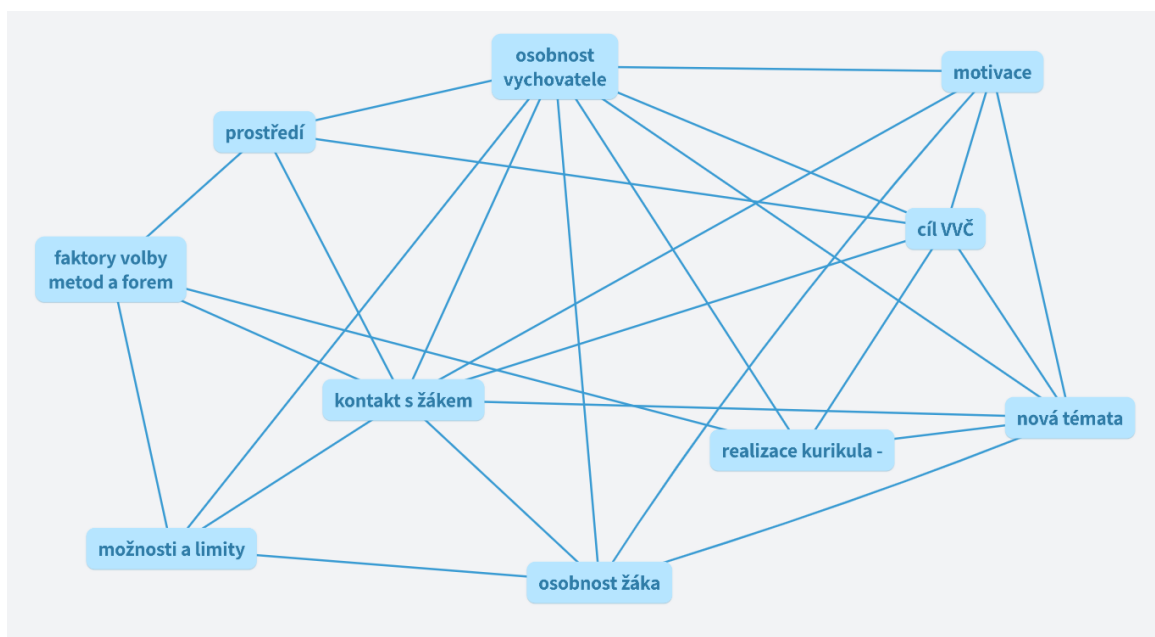 osobnost
vychovatele
motivace
prostředí
cíl VVČ
faktory volby
metod a forem
kontakt s žákem
nová témata
realizace kurikula -
možnosti a limity
osobnost žáka